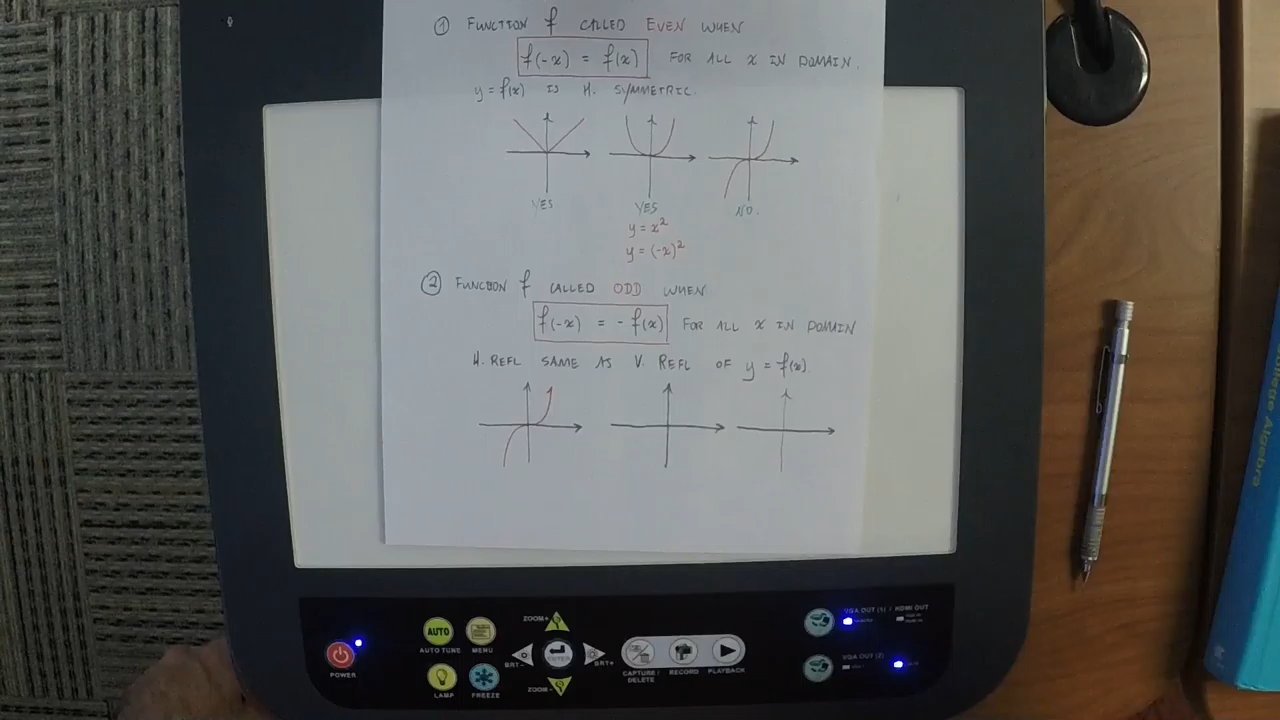 ① FUNCTION f CALLED EVEN WHEN
f(-x) = f(x) FOR ALL x IN DOMAIN.
y = f(x) IS H. SYMMETRIC.
YES YES NO.
y = x²
y = (-x)²
② FUNCTION f CALLED ODD WHEN
f(-x) = - f(x) FOR ALL x IN DOMAIN
H. REFL SAME AS V. REFL OF y = f(x).
College Algebra
POWER
AUTO
AUTO TUNE
MENU
LAMP
FREEZE
ZOOM+
BRT-
ENTER
BRT+
ZOOM-
CAPTURE / DELETE
RECORD
PLAYBACK
VGA OUT (1) / HDMI OUT
VGA OUT (2)